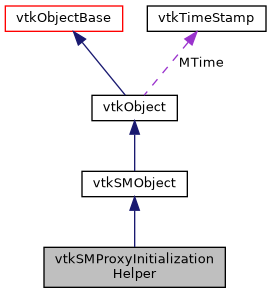 vtkObjectBase
vtkTimeStamp
MTime
vtkObject
vtkSMObject
vtkSMProxyInitialization
Helper